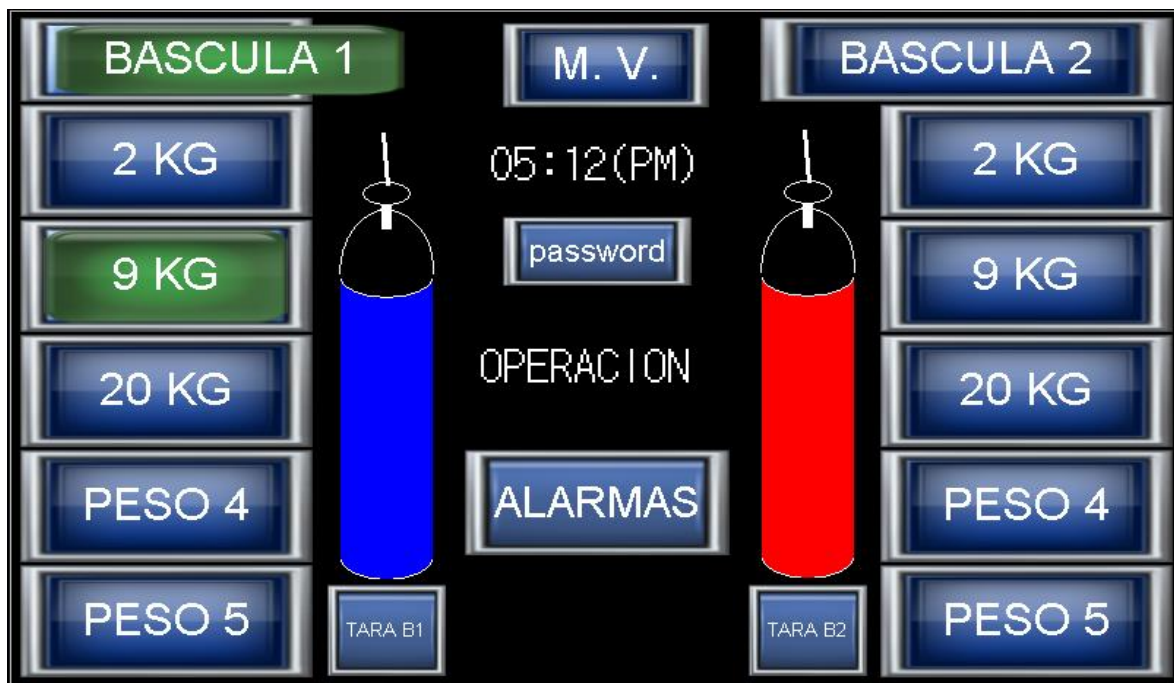 BASCULA 1
M. V.
BASCULA 2
2 KG
05:12(PM)
2 KG
9 KG
password
9 KG
20 KG
OPERACION
20 KG
PESO 4
ALARMAS
PESO 4
PESO 5
TARA B1
TARA B2
PESO 5